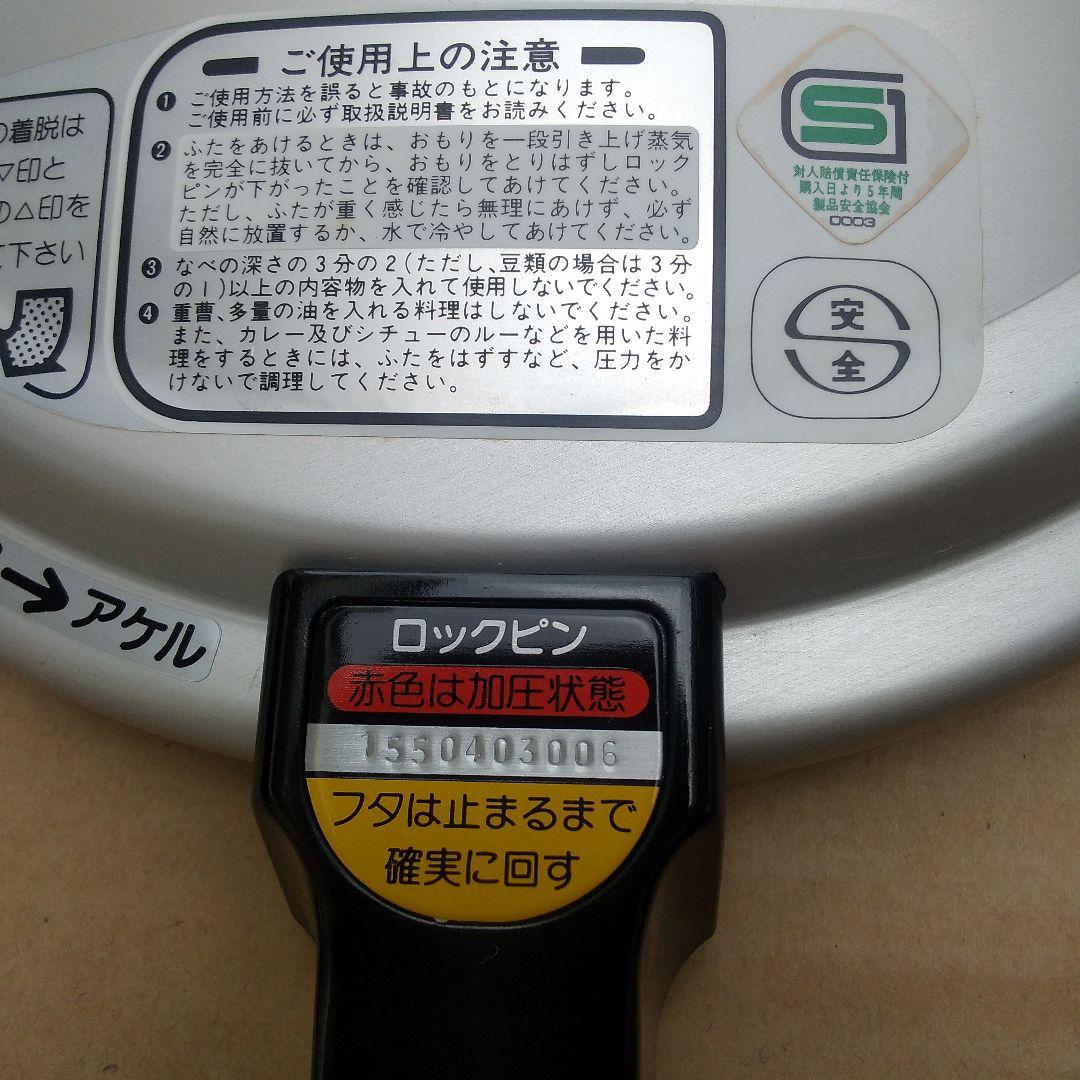 ご使用上の注意
❶ ご使用方法を誤ると事故のもとになります。
ご使用前に必ず取扱説明書をお読みください。
❷ ふたをあけるときは、おもりを一段引き上げ蒸気
を完全に抜いてから、おもりをとりはずしロック
ピンが下がったことを確認してあけてください。
ただし、ふたが重く感じたら無理にあけず、必ず
自然に放置するか、水で冷やしてあけてください。
❸ なべの深さの3分の2(ただし、豆類の場合は3分
の1)以上の内容物を入れて使用しないでください。
❹ 重曹、多量の油を入れる料理はしないでください。
また、カレー及びシチューのルーなどを用いた料
理をするときには、ふたをはずすなど、圧力をか
けないで調理してください。
の着脱は
▽印と
の△印を
て下さい
SG
対人賠償責任保険付
購入日より5年間
製品安全協会
0003
安
全
→アケル
ロックピン
赤色は加圧状態
1550403006
フタは止まるまで
確実に回す